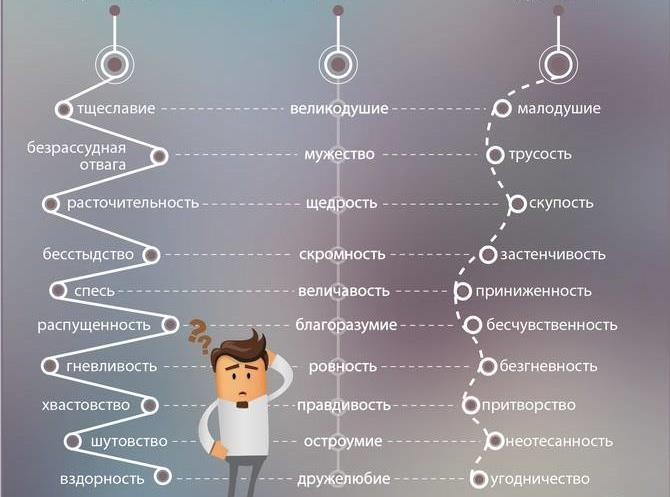 тщеславие великодушие малодушие
безрассудная
отвага мужество трусость
расточительность щедрость скупость
бесстыдство скромность застенчивость
спесь величавость приниженность
распущенность благоразумие бесчувственность
??
гневливость ровность безгневность
хвастовство правдивость притворство
шутовство остроумие неотесанность
вздорность дружелюбие угодничество